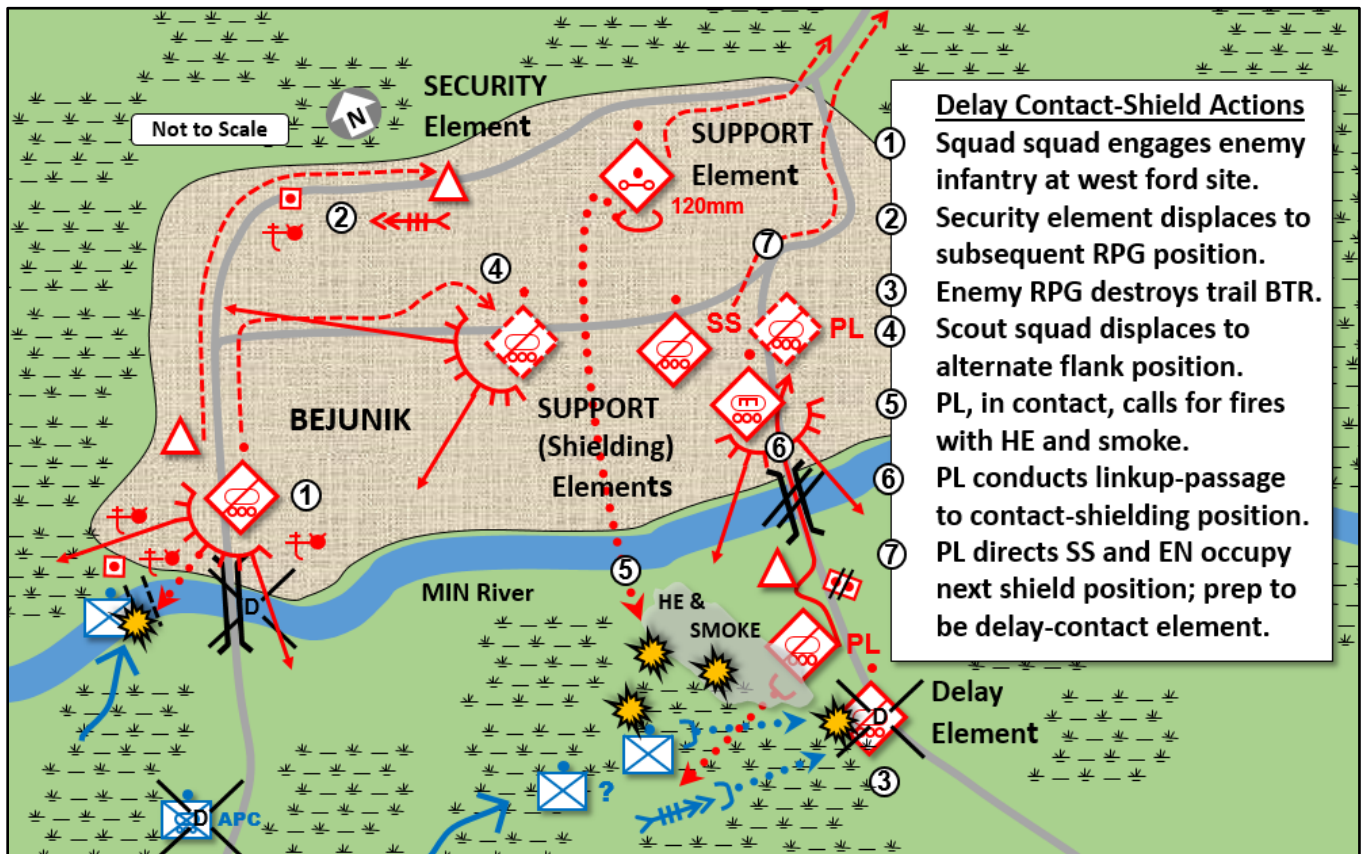 SECURITY
Element
N
Not to Scale
SUPPORT
Element
120mm
2
4
7
SS
PL
BEJUNIK
SUPPORT
(Shielding)
Elements
1
6
5
MIN River
HE &
SMOKE
D
PL
D
Delay
Element
3
?
D
APC
Delay Contact-Shield Actions
1 Squad squad engages enemy
infantry at west ford site.
2 Security element displaces to
subsequent RPG position.
3 Enemy RPG destroys trail BTR.
4 Scout squad displaces to
alternate flank position.
5 PL, in contact, calls for fires
with HE and smoke.
6 PL conducts linkup-passage
to contact-shielding position.
7 PL directs SS and EN occupy
next shield position; prep to
be delay-contact element.